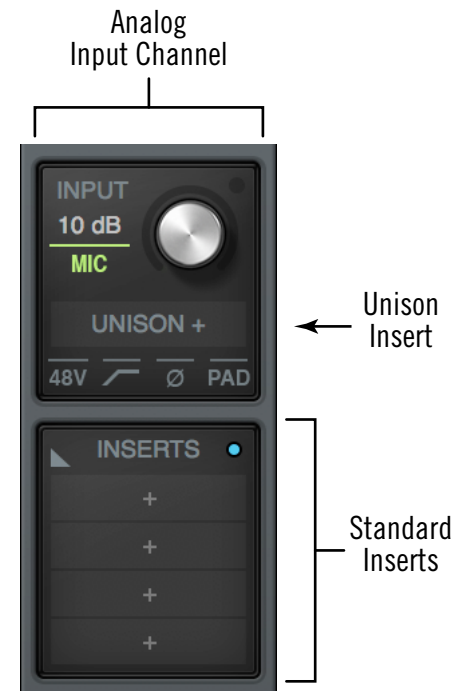 Analog
Input Channel
INPUT
10 dB
MIC
UNISON +
Unison
Insert
48V Ø PAD
INSERTS
+
+
+
+
Standard
Inserts